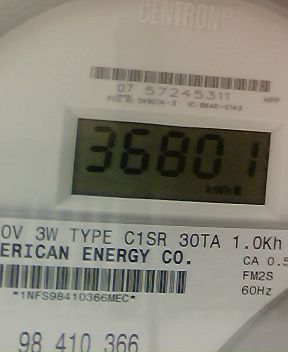 CENTRON
07 57245311
36801
kWh
0V 3W TYPE C1SR 30TA 1.0Kh
ERICAN ENERGY CO.
CA 0.5
FM2S
*1NFS98410366MEC*
60Hz
98 410 366